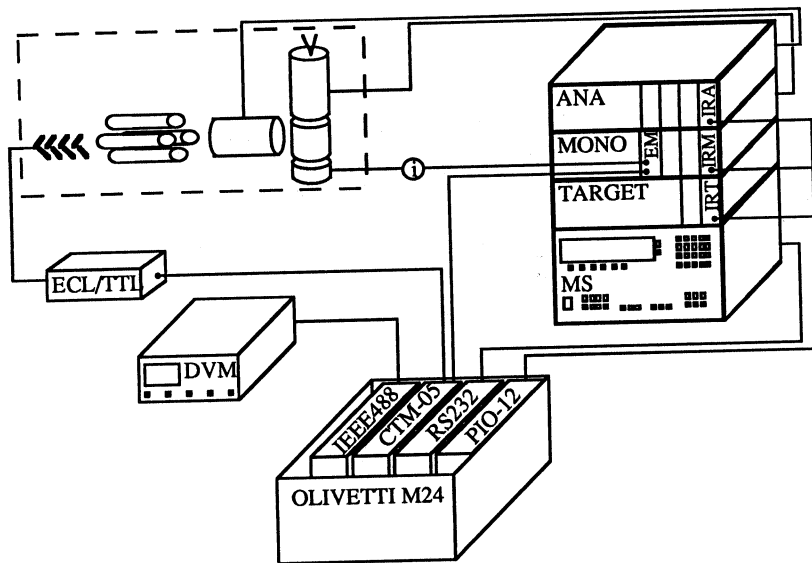 ANA
IRA
MONO
EM
IRM
i
TARGET
IRT
ECL/TTL
MS
DVM
IEEE488
CTM-05
RS232
PIO-12
OLIVETTI M24